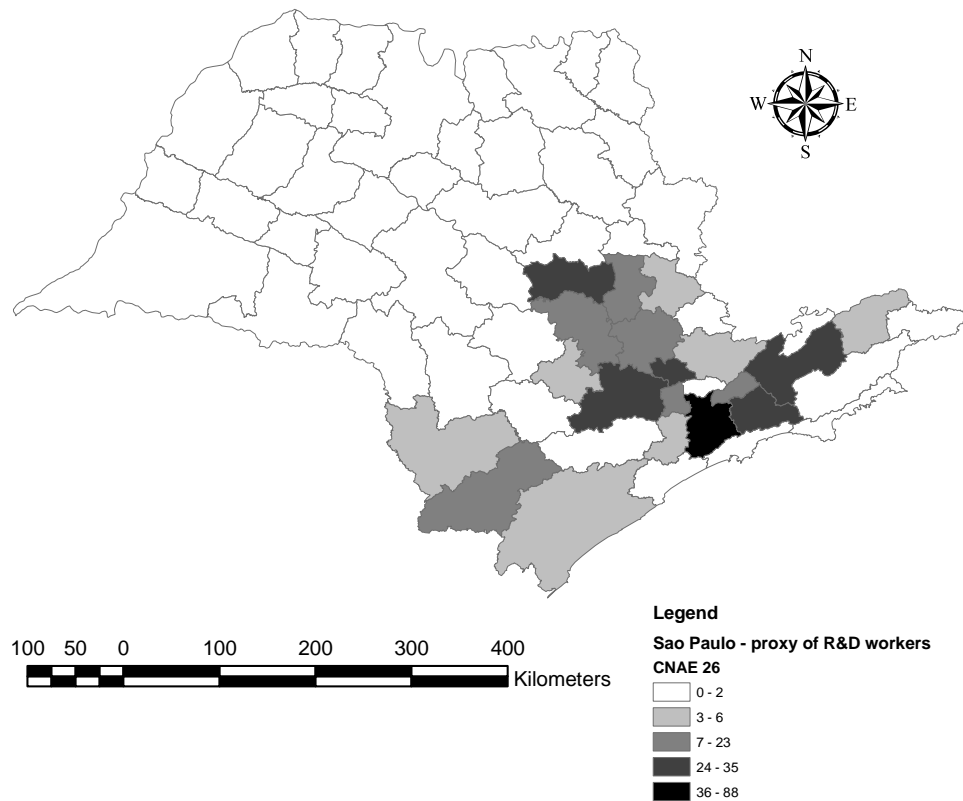 N
W E
S
100 50 0 100 200 300 400
Kilometers
Legend
Sao Paulo - proxy of R&D workers
CNAE 26
0 - 2
3 - 6
7 - 23
24 - 35
36 - 88